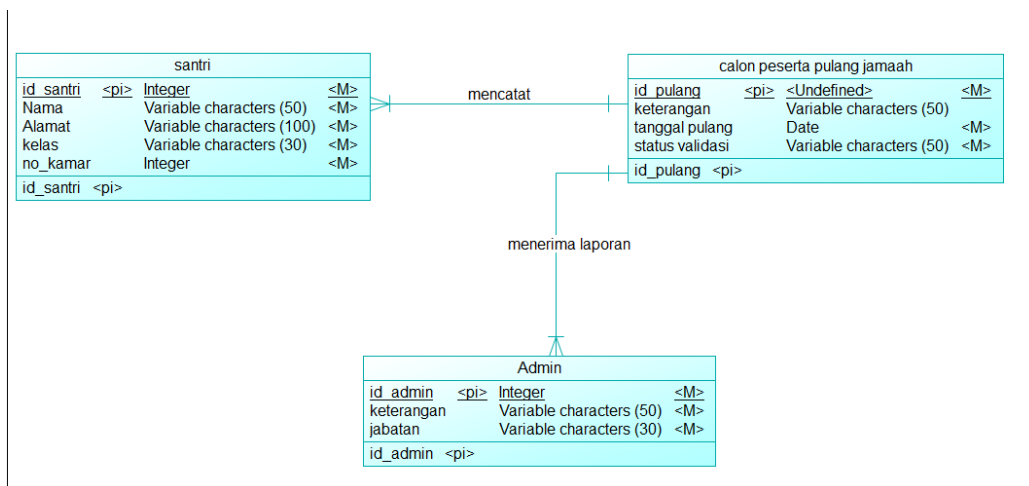 santri
id_santri <pi> Integer <M>
Nama Variable characters (50) <M>
Alamat Variable characters (100) <M>
kelas Variable characters (30) <M>
no_kamar Integer <M>
id_santri <pi>
mencatat
calon peserta pulang jamaah
id_pulang <pi> <Undefined> <M>
keterangan Variable characters (50)
tanggal pulang Date <M>
status validasi Variable characters (50) <M>
id_pulang <pi>
menerima laporan
Admin
id_admin <pi> Integer <M>
keterangan Variable characters (50) <M>
jabatan Variable characters (30) <M>
id_admin <pi>